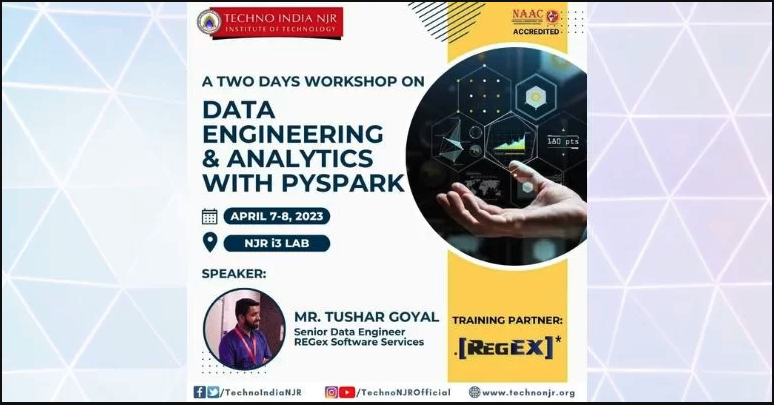 TECHNO INDIA NJR
INSTITUTE OF TECHNOLOGY
NAAC
ACCREDITED
A TWO DAYS WORKSHOP ON
DATA
ENGINEERING
& ANALYTICS
WITH PYSPARK
180 pts
APRIL 7-8, 2023
NJR i3 LAB
SPEAKER:
MR. TUSHAR GOYAL
Senior Data Engineer
REGex Software Services
TRAINING PARTNER:
.[REGEX]*
/TechnoIndiaNJR
/TechnoNJROfficial
www.technonjr.org